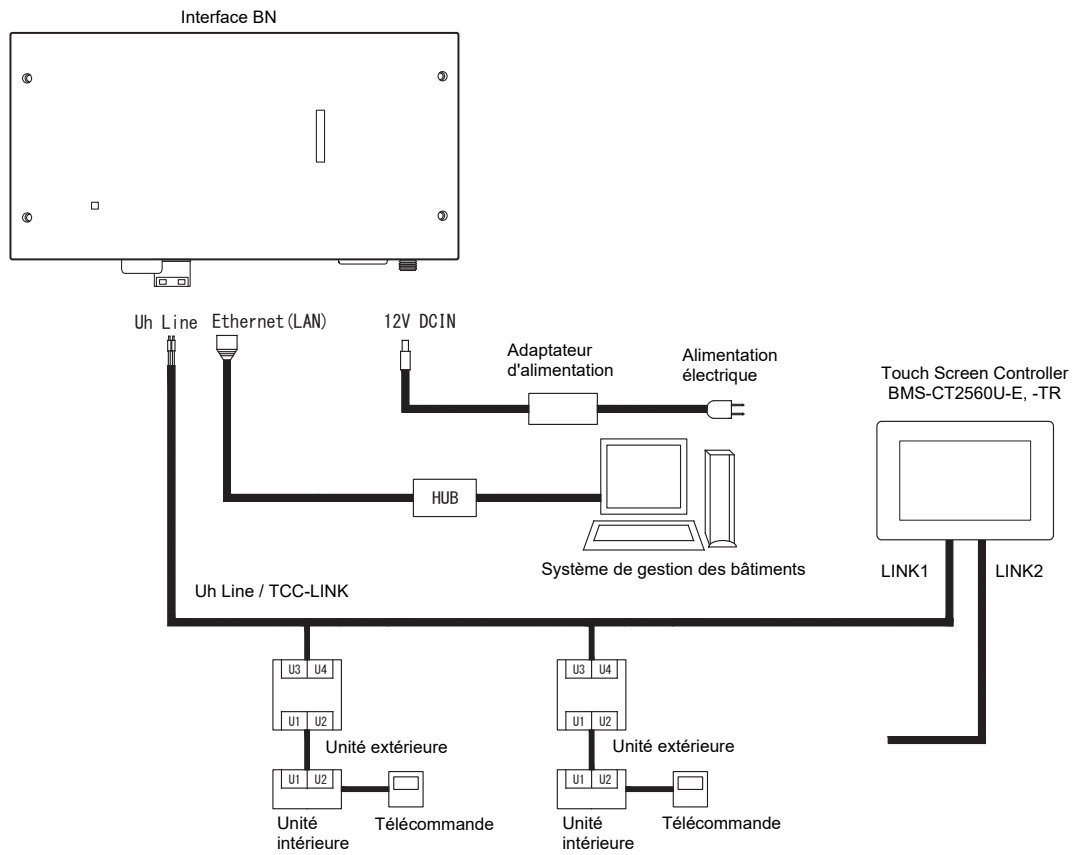 Interface BN
Uh Line
Ethernet(LAN)
12V DCIN
Adaptateur
d'alimentation
Alimentation
électrique
Touch Screen Controller
BMS-CT2560U-E, -TR
HUB
Système de gestion des bâtiments
LINK1
LINK2
Uh Line / TCC-LINK
U3 U4
U1 U2
Unité extérieure
U1 U2
Unité
intérieure
Télécommande
U3 U4
U1 U2
Unité extérieure
U1 U2
Unité
intérieure
Télécommande